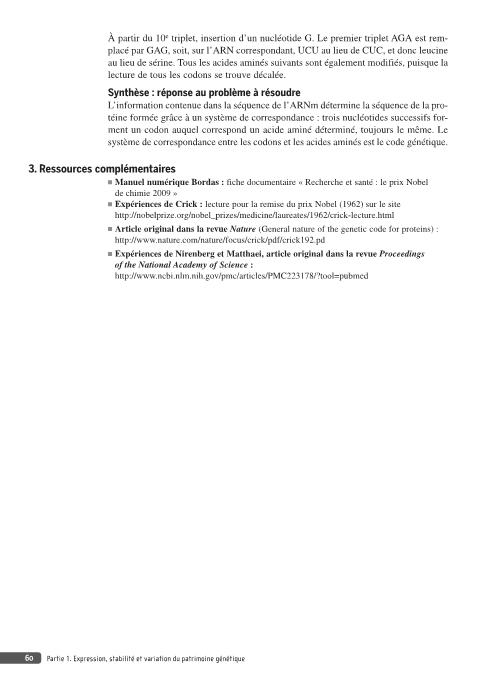 À partir du 10e triplet, insertion d’un nucléotide G. Le premier triplet AGA est rem-
placé par GAG, soit, sur l’ARN correspondant, UCU au lieu de CUC, et donc leucine
au lieu de sérine. Tous les acides aminés suivants sont également modifiés, puisque la
lecture de tous les codons se trouve décalée.
Synthèse : réponse au problème à résoudre
L’information contenue dans la séquence de l’ARNm détermine la séquence de la pro-
téine formée grâce à un système de correspondance : trois nucléotides successifs for-
ment un codon auquel correspond un acide aminé déterminé, toujours le même. Le
système de correspondance entre les codons et les acides aminés est le code génétique.
3. Ressources complémentaires
■ Manuel numérique Bordas : fiche documentaire « Recherche et santé : le prix Nobel
de chimie 2009 »
■ Expériences de Crick : lecture pour la remise du prix Nobel (1962) sur le site
http://nobelprize.org/nobel_prizes/medicine/laureates/1962/crick-lecture.html
■ Article original dans la revue Nature (General nature of the genetic code for proteins) :
http://www.nature.com/nature/focus/crick/pdf/crick192.pd
■ Expériences de Nirenberg et Matthaei, article original dans la revue Proceedings
of the National Academy of Science :
http://www.ncbi.nlm.nih.gov/pmc/articles/PMC223178/?tool=pubmed
60 Partie 1. Expression, stabilité et variation du patrimoine génétique